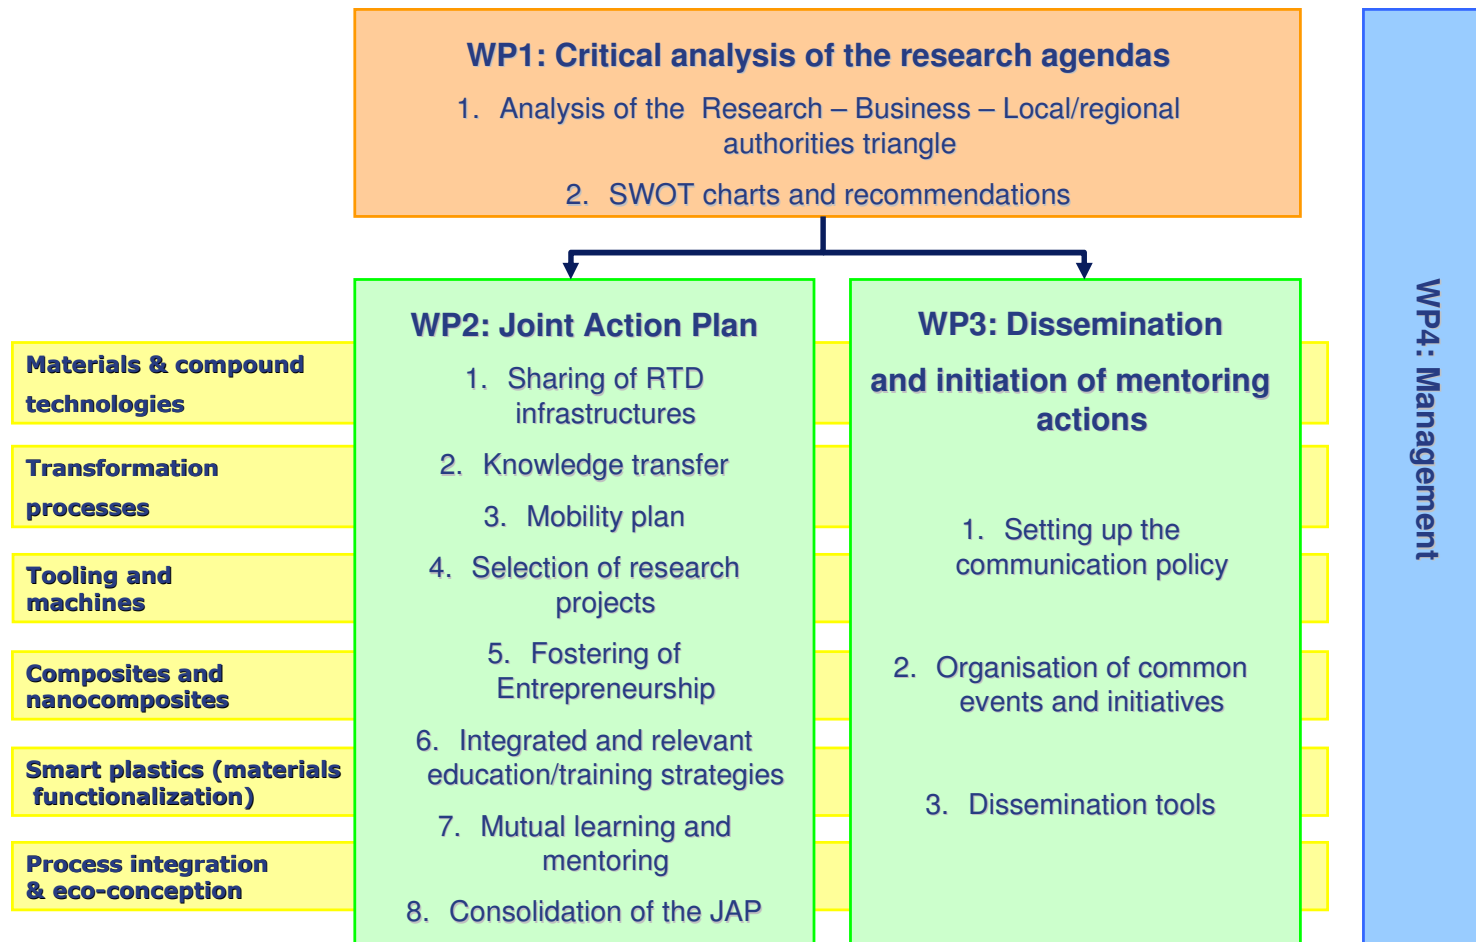 WP1: Critical analysis of the research agendas
1. Analysis of the Research – Business – Local/regional
authorities triangle
2. SWOT charts and recommendations
WP4: Management
Materials & compound
technologies
Transformation
processes
Tooling and
machines
Composites and
nanocomposites
Smart plastics (materials
functionalization)
Process integration
& eco-conception
WP2: Joint Action Plan
1. Sharing of RTD
infrastructures
2. Knowledge transfer
3. Mobility plan
4. Selection of research
projects
5. Fostering of
Entrepreneurship
6. Integrated and relevant
education/training strategies
7. Mutual learning and
mentoring
8. Consolidation of the JAP
WP3: Dissemination
and initiation of mentoring
actions
1. Setting up the
communication policy
2. Organisation of common
events and initiatives
3. Dissemination tools